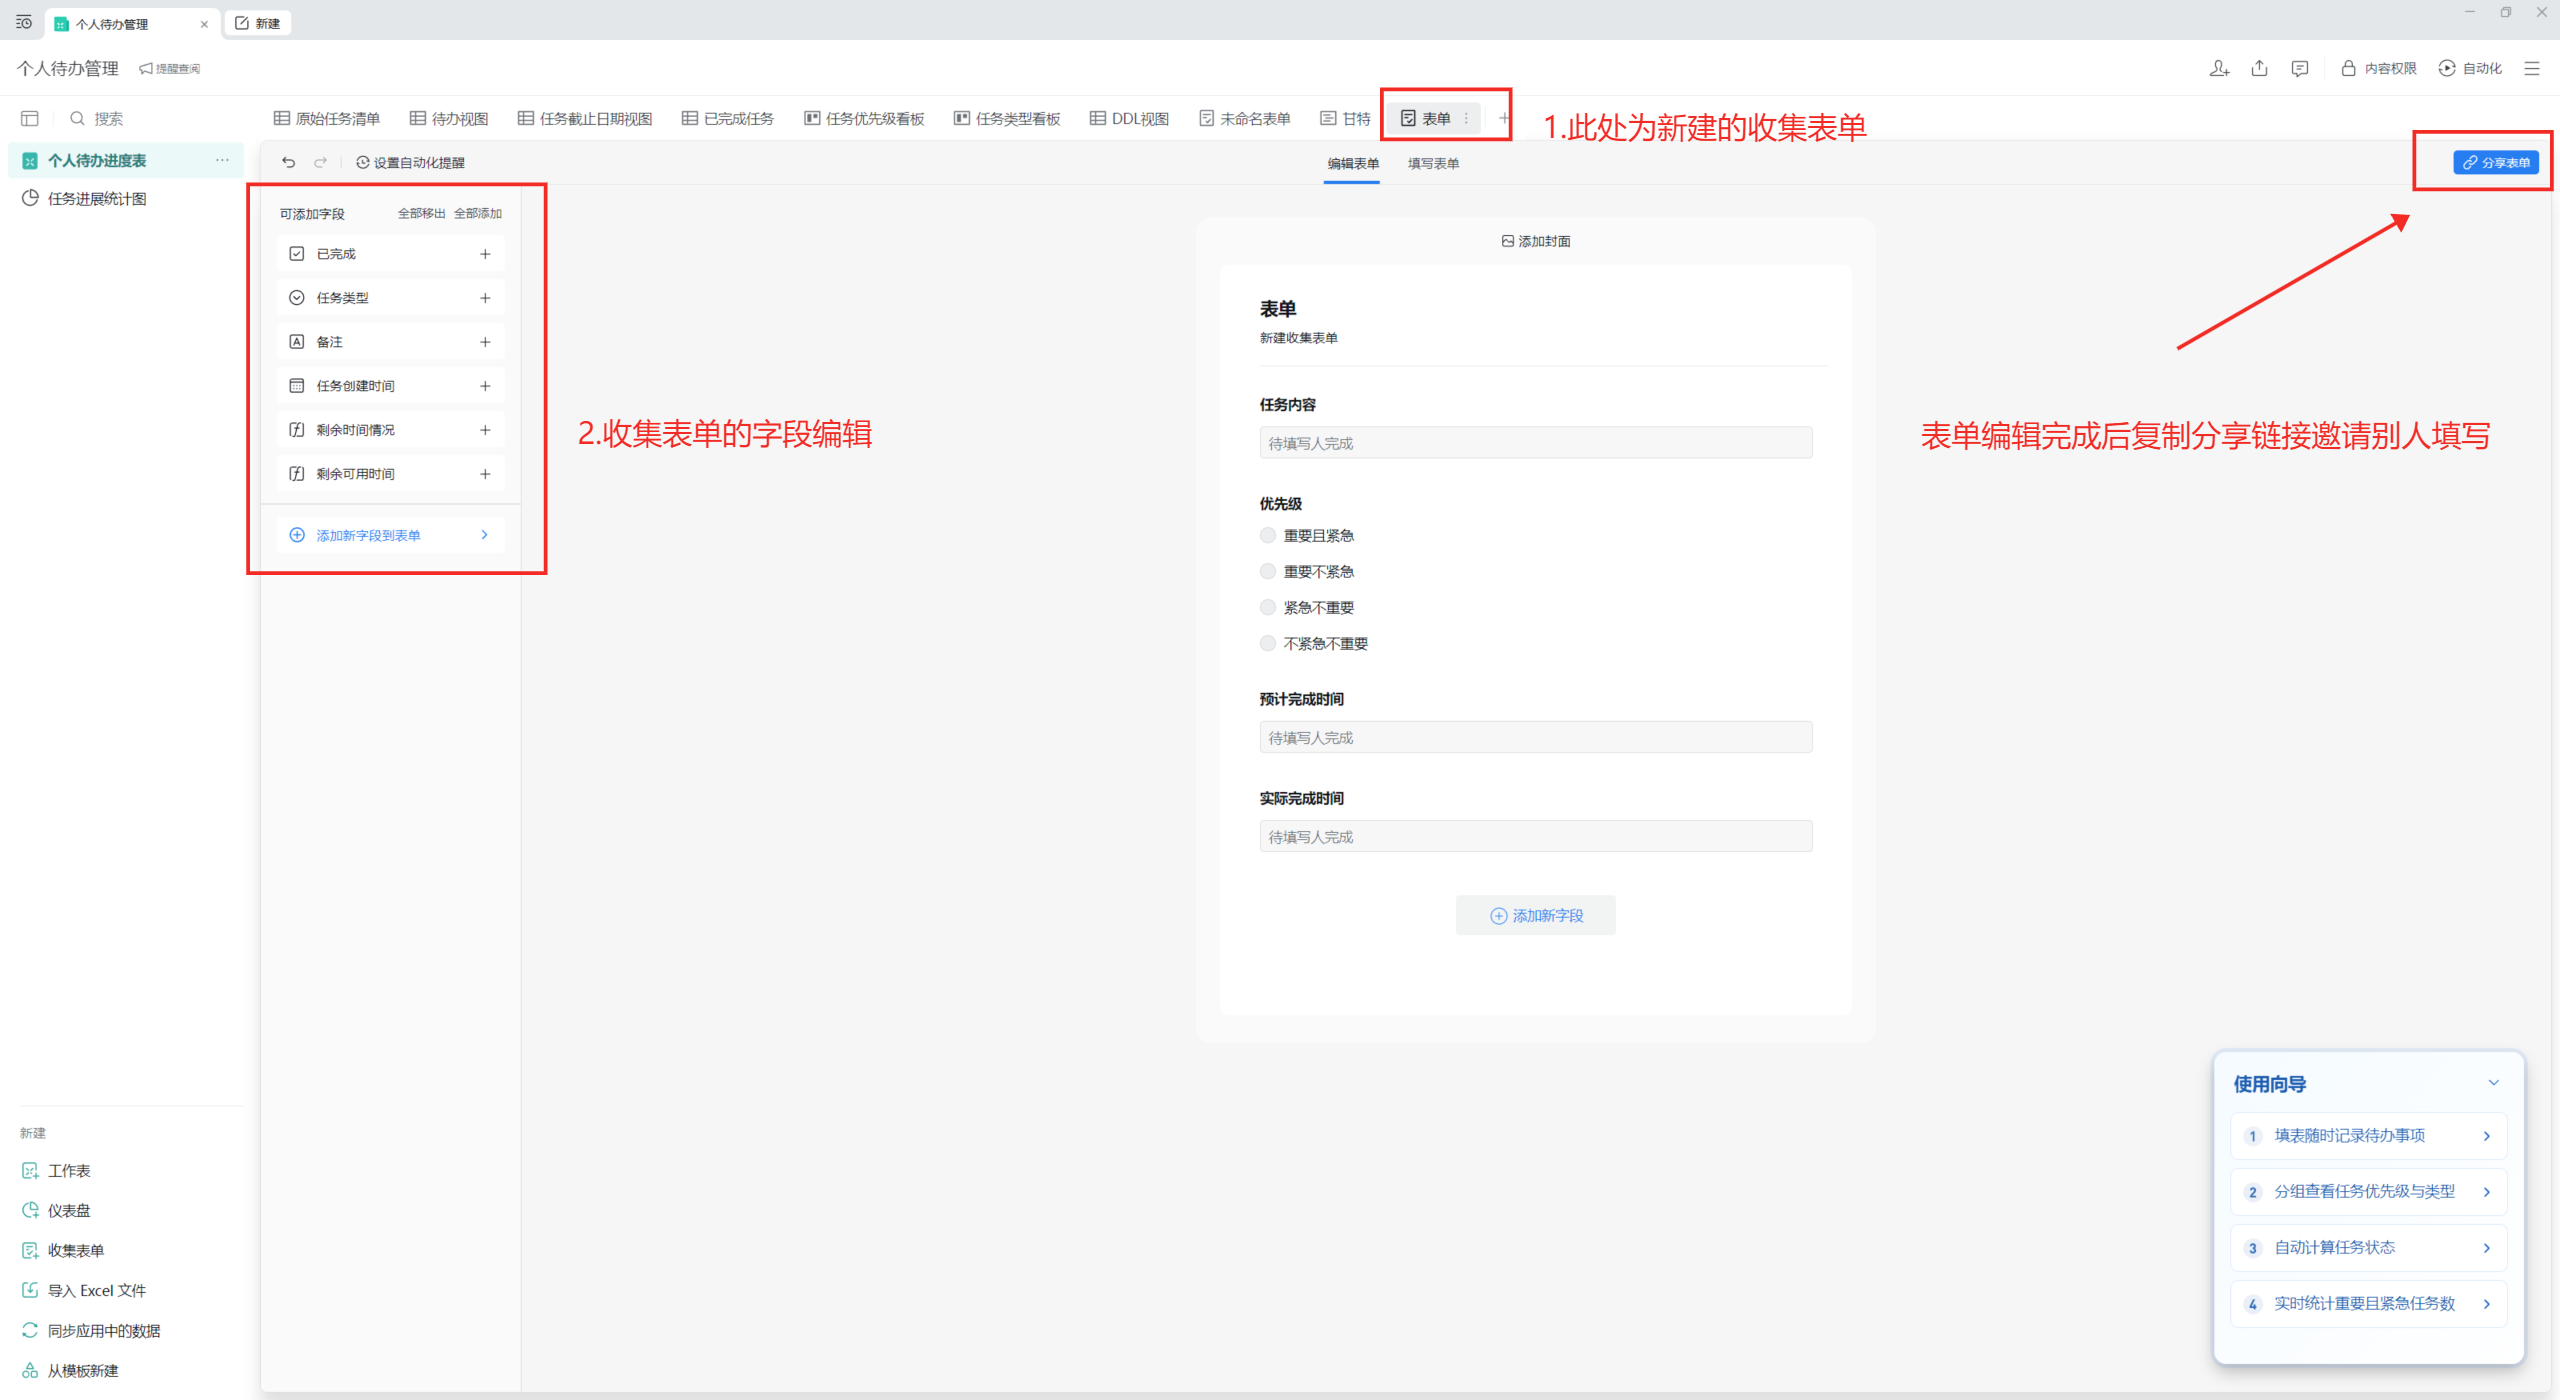 个人待办管理
新建
个人待办管理
提醒查阅
内容权限
自动化
搜索
原始任务清单
待办视图
任务截止日期视图
已完成任务
任务优先级看板
任务类型看板
DDL视图
未命名表单
甘特
表单
1.此处为新建的收集表单
个人待办进度表
任务进展统计图
设置自动化提醒
编辑表单
填写表单
分享表单
可添加字段
全部移出
全部添加
已完成
任务类型
备注
任务创建时间
剩余时间情况
剩余可用时间
添加新字段到表单
2.收集表单的字段编辑
添加封面
表单
新建收集表单
任务内容
待填写人完成
优先级
重要且紧急
重要不紧急
紧急不重要
不紧急不重要
预计完成时间
待填写人完成
实际完成时间
待填写人完成
添加新字段
表单编辑完成后复制分享链接邀请别人填写
新建
工作表
仪表盘
收集表单
导入 Excel 文件
同步应用中的数据
从模板新建
使用向导
1 填表随时记录待办事项
2 分组查看任务优先级与类型
3 自动计算任务状态
4 实时统计重要且紧急任务数